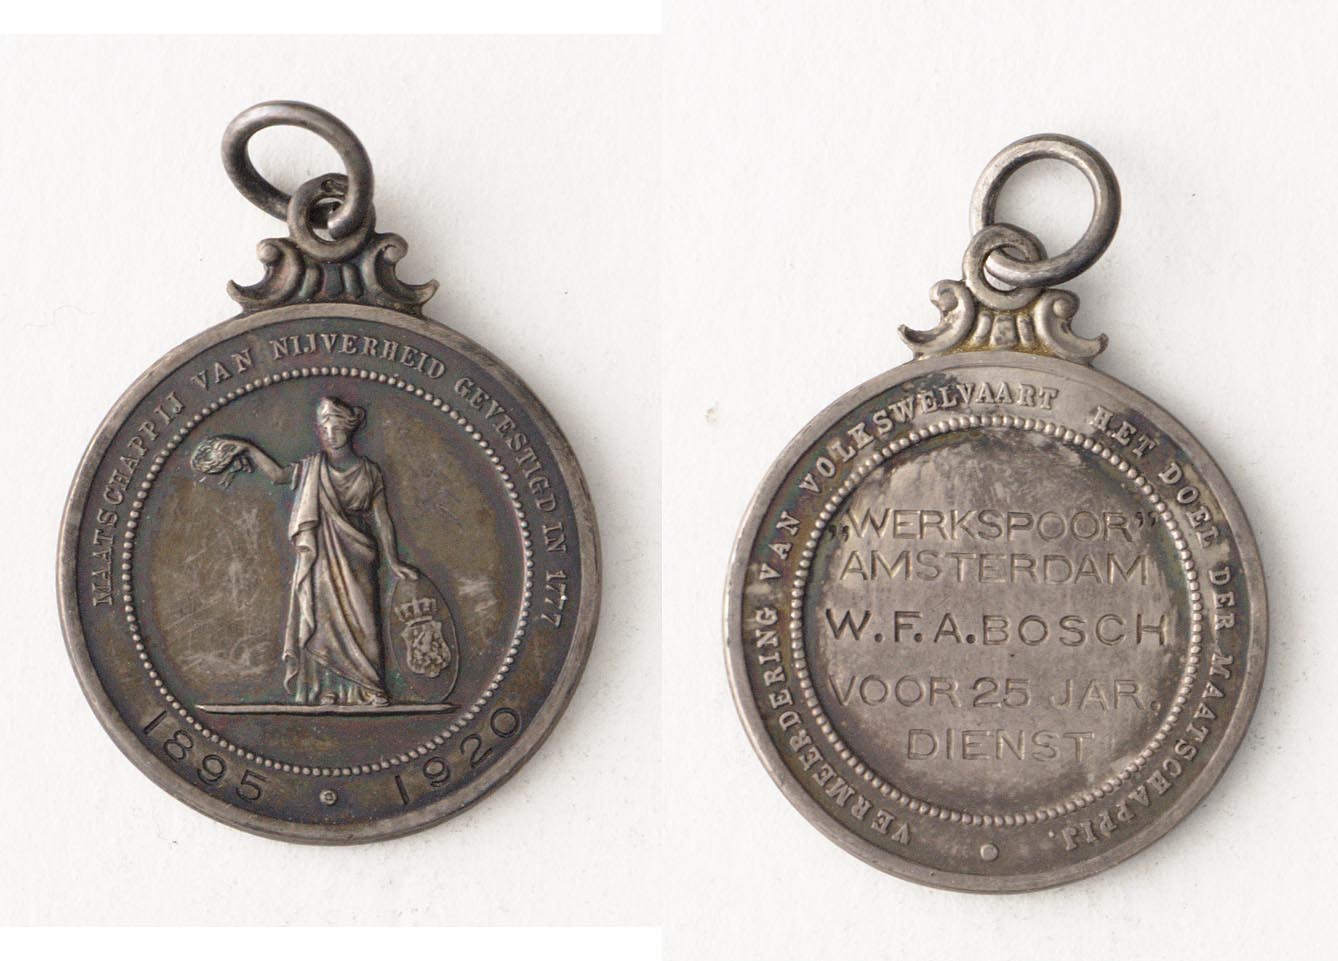 MAATSCHAPPIJ VAN NIJVERHEID GEVESTIGD IN 1777
1895 · 1920
VERMEERDERING VAN VOLKSWELVAART HET DOEL DER MAATSCHAPPIJ.
„WERKSPOOR”
AMSTERDAM
W.F.A.BOSCH
VOOR 25 JAR.
DIENST